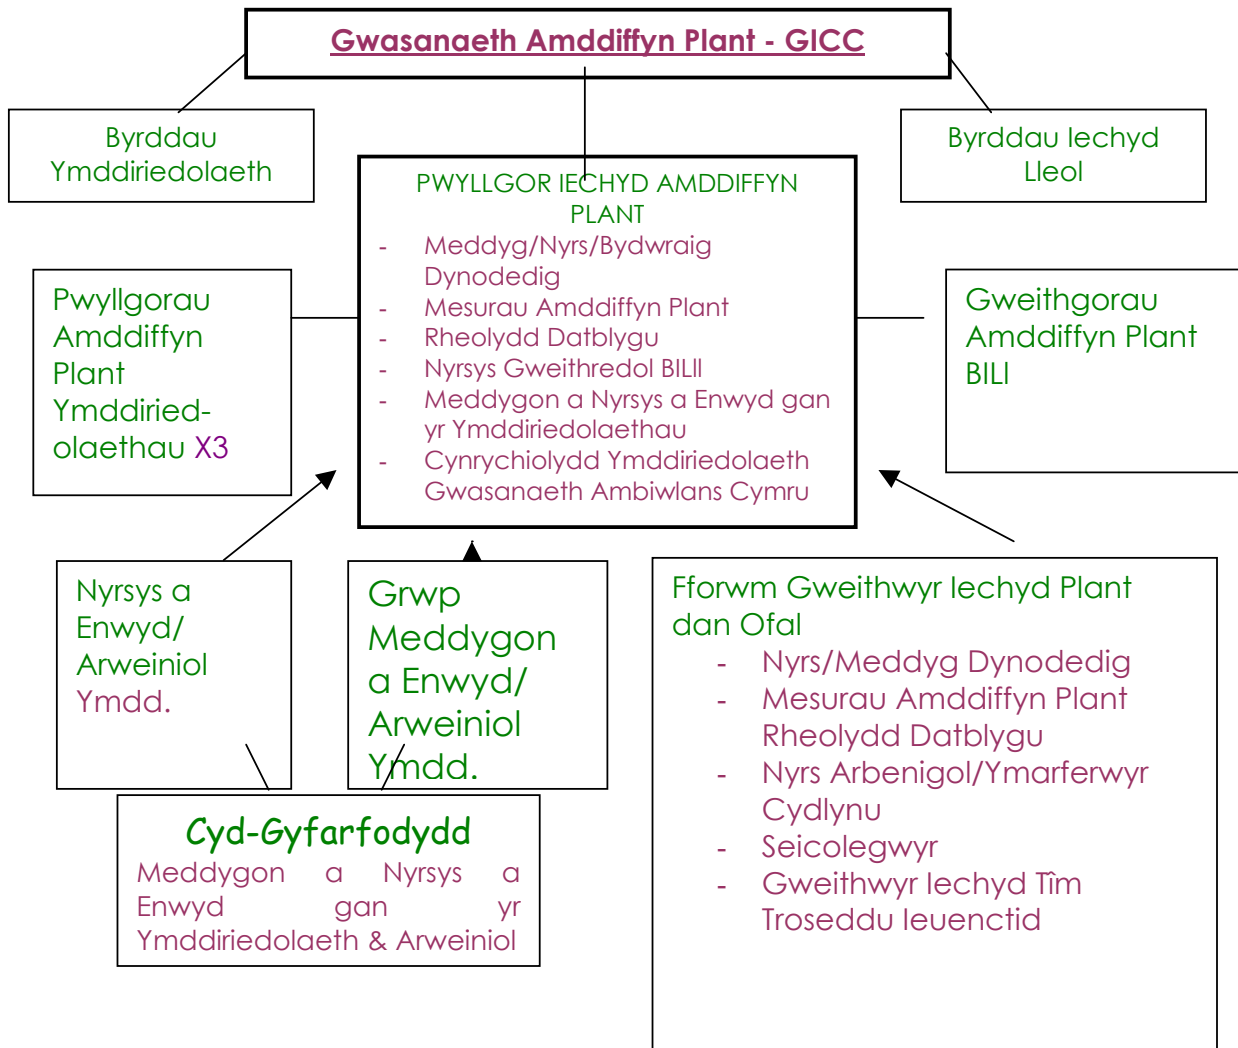 Gwasanaeth Amddiffyn Plant - GICC
Byrddau
Ymddiriedolaeth
Byrddau Iechyd
Lleol
PWYLLGOR IECHYD AMDDIFFYN
PLANT
- Meddyg/Nyrs/Bydwraig
Dynodedig
- Mesurau Amddiffyn Plant
- Rheolydd Datblygu
- Nyrsys Gweithredol BILll
- Meddygon a Nyrsys a Enwyd gan
yr Ymddiriedolaethau
- Cynrychiolydd Ymddiriedolaeth
Gwasanaeth Ambiwlans Cymru
Pwyllgorau
Amddiffyn
Plant
Ymddiried-
olaethau X3
Gweithgorau
Amddiffyn Plant
BILl
Nyrsys a
Enwyd/
Arweiniol
Ymdd.
Grwp
Meddygon
a Enwyd/
Arweiniol
Ymdd.
Fforwm Gweithwyr Iechyd Plant
dan Ofal
- Nyrs/Meddyg Dynodedig
- Mesurau Amddiffyn Plant
Rheolydd Datblygu
- Nyrs Arbenigol/Ymarferwyr
Cydlynu
- Seicolegwyr
- Gweithwyr Iechyd Tîm
Troseddu Ieuenctid
Cyd-Gyfarfodydd
Meddygon a Nyrsys a
Enwyd gan yr
Ymddiriedolaeth & Arweiniol